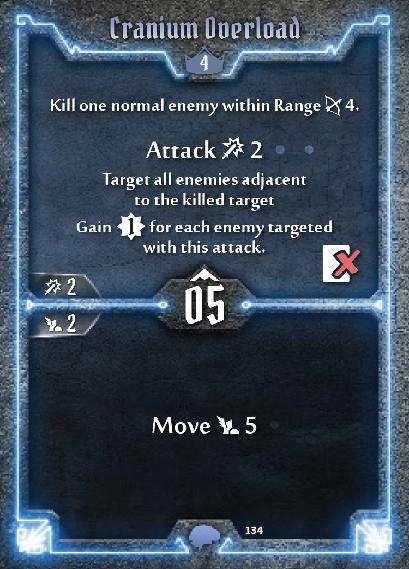 Cranium Overload
4
Kill one normal enemy within Range 4.
Attack 2
Target all enemies adjacent
to the killed target
Gain 1 for each enemy targeted
with this attack.
2
05
2
Move 5
134